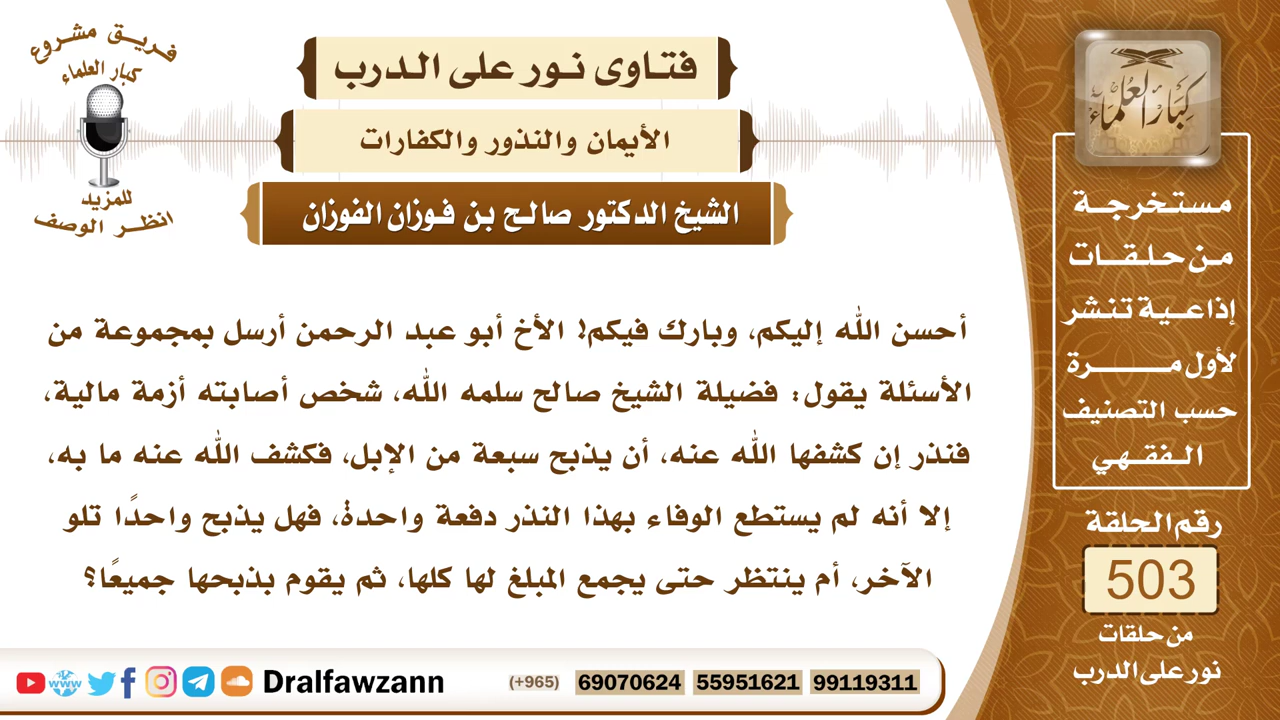 فريق مشروع
كبار العلماء
للمزيد
انظر الوصف
فتاوى نور على الدرب
الأيمان والنذور والكفارات
الشيخ الدكتور صالح بن فوزان الفوزان
كبار العلماء
مستخرجة
من حلقات
إذاعية تنشر
لأول مرة
حسب التصنيف
الفقهي
رقم الحلقة
503
من حلقات
نور على الدرب
أحسن الله إليكم، وبارك فيكم! الأخ أبو عبد الرحمن أرسل بمجموعة من
الأسئلة يقول: فضيلة الشيخ صالح سلمه الله، شخص أصابته أزمة مالية،
فنذر إن كشفها الله عنه، أن يذبح سبعة من الإبل، فكشف الله عنه ما به،
إلا أنه لم يستطع الوفاء بهذا النذر دفعة واحدة، فهل يذبح واحدًا تلو
الآخر، أم ينتظر حتى يجمع المبلغ لها كلها، ثم يقوم بذبحها جميعًا؟
www
Dralfawzann
(+965) 69070624 55951621 99119311